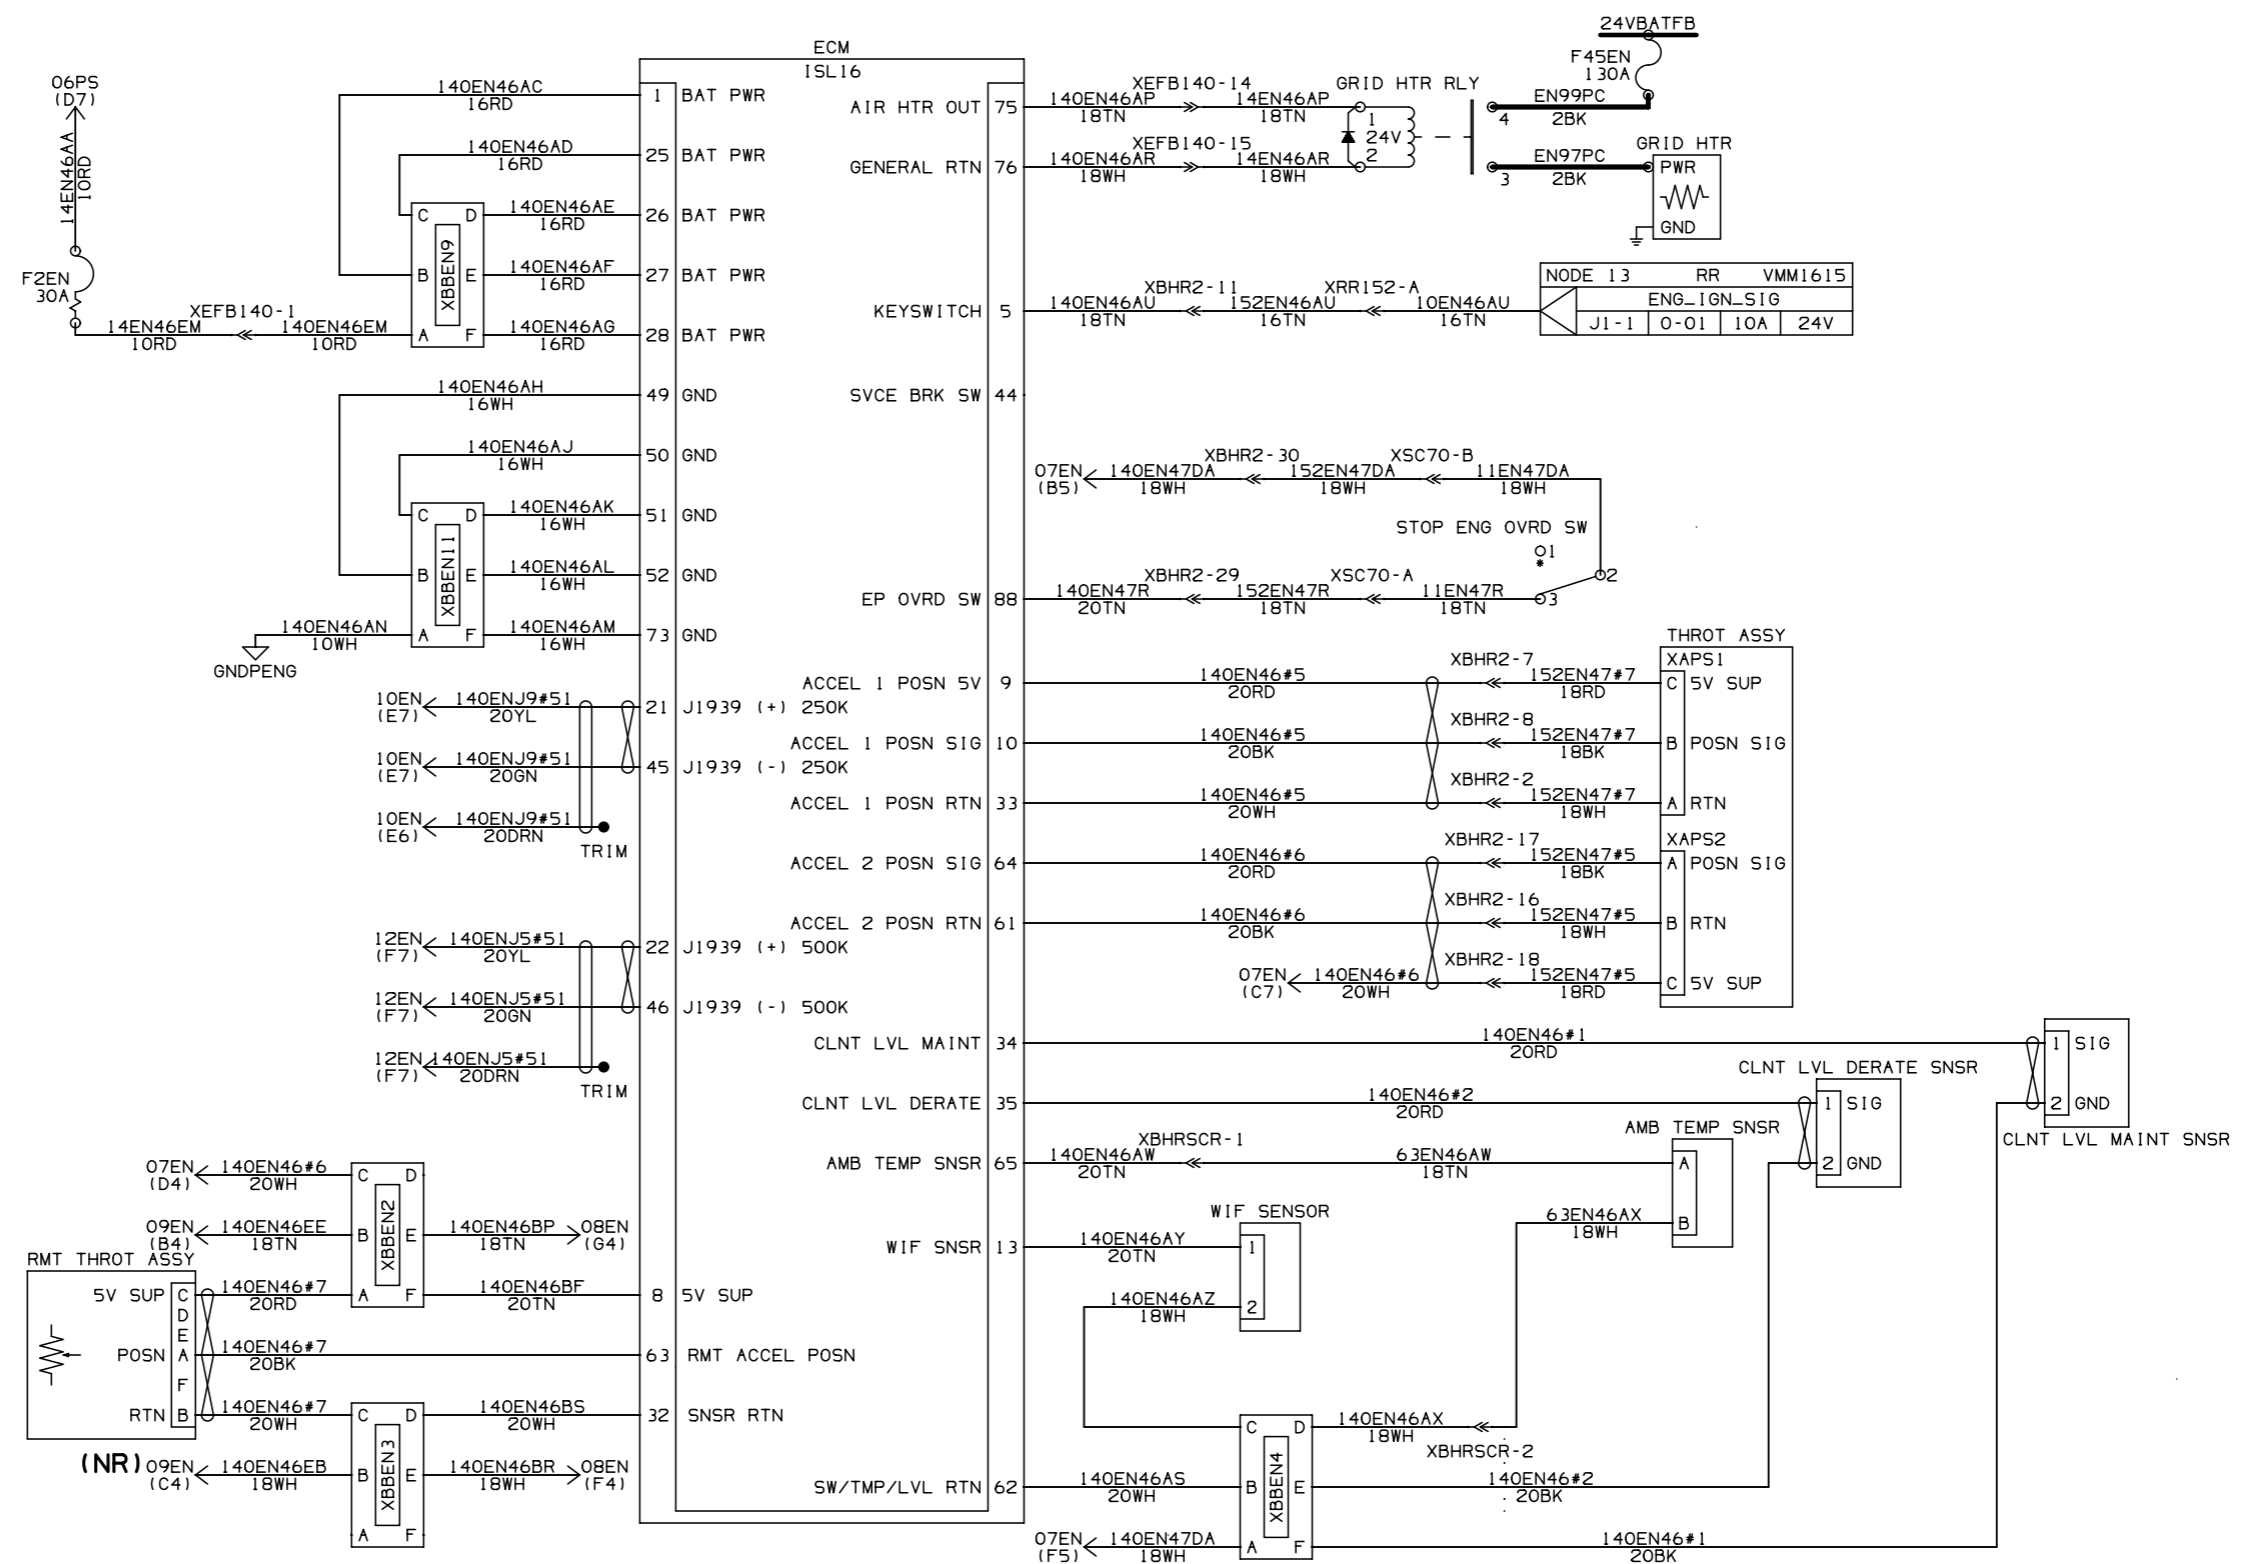 24VBATFB
F45EN
130A
ECM
ISL16
06PS
(D7)
14EN46AA
10RD
F2EN
30A
XEFB140-1
14EN46EM
10RD
140EN46EM
10RD
140EN46AC
16RD
1 BAT PWR
140EN46AD
16RD
25 BAT PWR
C D
140EN46AE
16RD
26 BAT PWR
XBBEN9
B E
140EN46AF
16RD
27 BAT PWR
A F
140EN46AG
16RD
28 BAT PWR
140EN46AH
16WH
49 GND
140EN46AJ
16WH
50 GND
C D
140EN46AK
16WH
51 GND
XBBEN11
B E
140EN46AL
16WH
52 GND
140EN46AN
10WH
GNDPENG
A F
140EN46AM
16WH
73 GND
10EN
(E7)
140ENJ9#51
20YL
21 J1939 (+) 250K
10EN
(E7)
140ENJ9#51
20GN
45 J1939 (-) 250K
10EN
(E6)
140ENJ9#51
20DRN
TRIM
12EN
(F7)
140ENJ5#51
20YL
22 J1939 (+) 500K
12EN
(F7)
140ENJ5#51
20GN
46 J1939 (-) 500K
12EN
(F7)
140ENJ5#51
20DRN
TRIM
07EN
(D4)
140EN46#6
20WH
C D
XBBEN2
09EN
(B4)
140EN46EE
18TN
B E
140EN46BP
18TN
08EN
(G4)
RMT THROT ASSY
5V SUP C
140EN46#7
20RD
A F
140EN46BF
20TN
8 5V SUP
D
E
POSN A
140EN46#7
20BK
63 RMT ACCEL POSN
F
RTN B
140EN46#7
20WH
C D
140EN46BS
20WH
32 SNSR RTN
XBBEN3
(NR)
09EN
(C4)
140EN46EB
18WH
B E
140EN46BR
18WH
08EN
(F4)
A F
AIR HTR OUT 75
140EN46AP
18TN
XEFB140-14
14EN46AP
18TN
GRID HTR RLY
1
24V
2
4
EN99PC
2BK
GENERAL RTN 76
140EN46AR
18WH
XEFB140-15
14EN46AR
18WH
3
EN97PC
2BK
GRID HTR
PWR
GND
KEYSWITCH 5
140EN46AU
18TN
XBHR2-11
152EN46AU
16TN
XRR152-A
10EN46AU
16TN
NODE 13 RR VMM1615
ENG_IGN_SIG
J1-1 O-01 10A 24V
SVCE BRK SW 44
07EN
(B5)
140EN47DA
18WH
XBHR2-30
152EN47DA
18WH
XSC70-B
11EN47DA
18WH
STOP ENG OVRD SW
1
*
2
3
EP OVRD SW 88
140EN47R
20TN
XBHR2-29
152EN47R
18TN
XSC70-A
11EN47R
18TN
THROT ASSY
XAPS1
ACCEL 1 POSN 5V 9
140EN46#5
20RD
XBHR2-7
152EN47#7
18RD
C 5V SUP
ACCEL 1 POSN SIG 10
140EN46#5
20BK
XBHR2-8
152EN47#7
18BK
B POSN SIG
ACCEL 1 POSN RTN 33
140EN46#5
20WH
XBHR2-2
152EN47#7
18WH
A RTN
XAPS2
ACCEL 2 POSN SIG 64
140EN46#6
20RD
XBHR2-17
152EN47#5
18BK
A POSN SIG
ACCEL 2 POSN RTN 61
140EN46#6
20BK
XBHR2-16
152EN47#5
18WH
B RTN
07EN
(C7)
140EN46#6
20WH
XBHR2-18
152EN47#5
18RD
C 5V SUP
CLNT LVL MAINT 34
140EN46#1
20RD
1 SIG
2 GND
CLNT LVL MAINT SNSR
CLNT LVL DERATE 35
140EN46#2
20RD
CLNT LVL DERATE SNSR
1 SIG
2 GND
AMB TEMP SNSR 65
140EN46AW
20TN
XBHRSCR-1
63EN46AW
18TN
AMB TEMP SNSR
A
B
63EN46AX
18WH
WIF SNSR 13
140EN46AY
20TN
WIF SENSOR
1
2
140EN46AZ
18WH
C D
140EN46AX
18WH
XBHRSCR-2
XBBEN4
SW/TMP/LVL RTN 62
140EN46AS
20WH
B E
140EN46#2
20BK
07EN
(F5)
140EN47DA
18WH
A F
140EN46#1
20BK